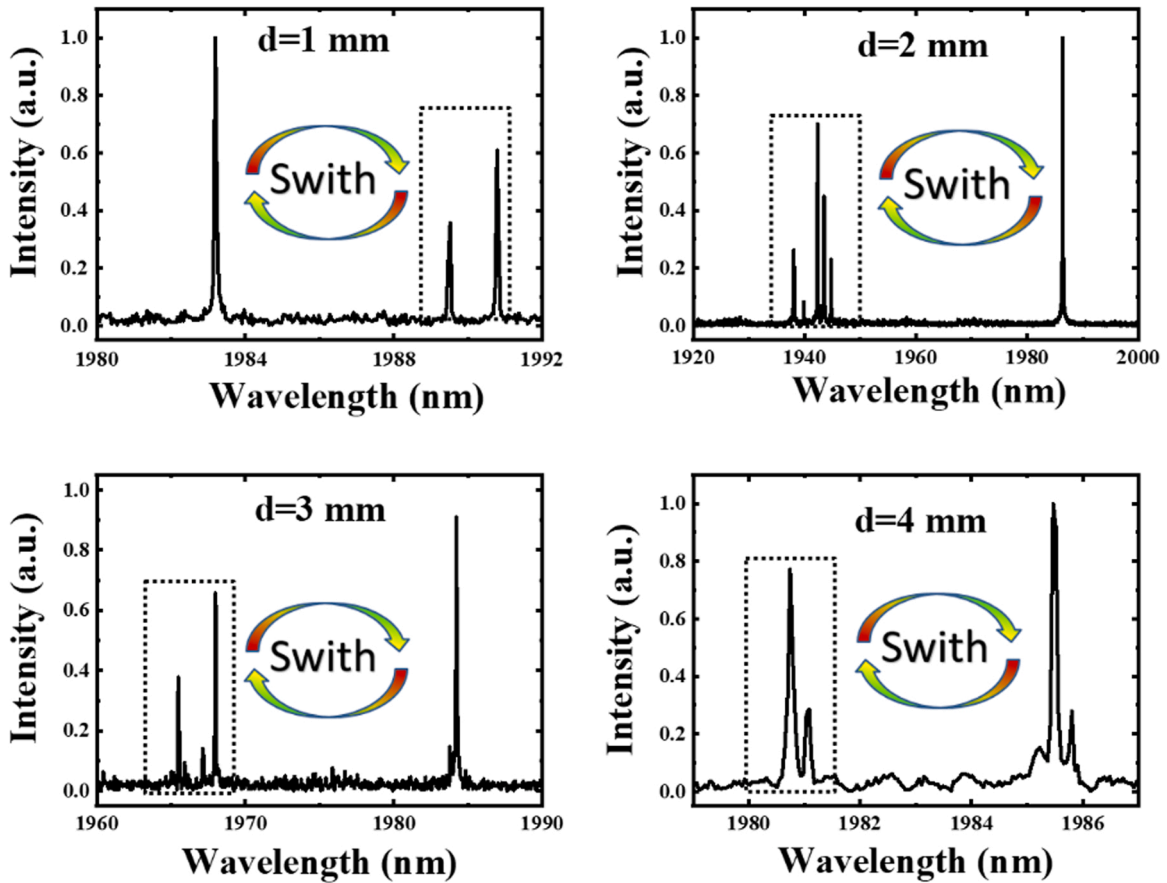 d=1 mm
Intensity (a.u.)
1.0
0.8
0.6
0.4
0.2
0.0
Swith
1980 1984 1988 1992
Wavelength (nm)
d=2 mm
Intensity (a.u.)
1.0
0.8
0.6
0.4
0.2
0.0
Swith
1920 1940 1960 1980 2000
Wavelength (nm)
d=3 mm
Intensity (a.u.)
1.0
0.8
0.6
0.4
0.2
0.0
Swith
1960 1970 1980 1990
Wavelength (nm)
d=4 mm
Intensity (a.u.)
1.0
0.8
0.6
0.4
0.2
0.0
Swith
1980 1982 1984 1986
Wavelength (nm)